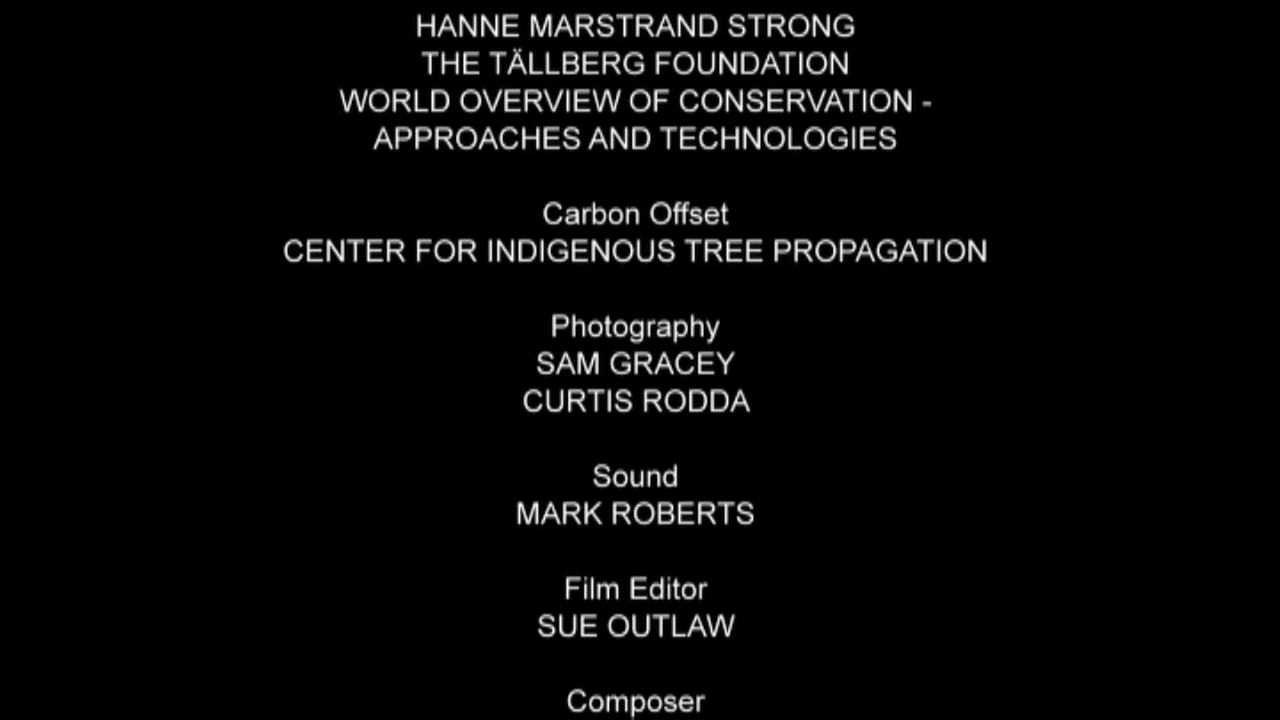 HANNE MARSTRAND STRONG
THE TÄLLBERG FOUNDATION
WORLD OVERVIEW OF CONSERVATION -
APPROACHES AND TECHNOLOGIES
Carbon Offset
CENTER FOR INDIGENOUS TREE PROPAGATION
Photography
SAM GRACEY
CURTIS RODDA
Sound
MARK ROBERTS
Film Editor
SUE OUTLAW
Composer